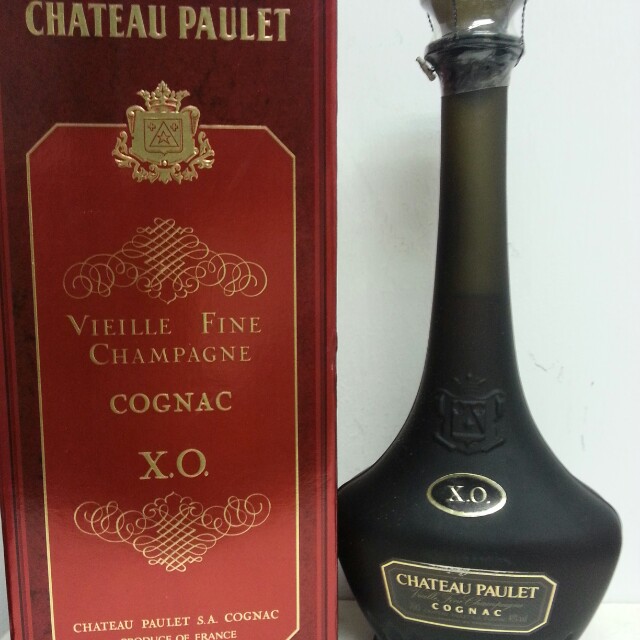 CHATEAU PAULET
VIEILLE FINE
CHAMPAGNE
COGNAC
X.O.
CHATEAU PAULET S.A. COGNAC
PRODUCE OF FRANCE
X.O.
CHATEAU PAULET
COGNAC